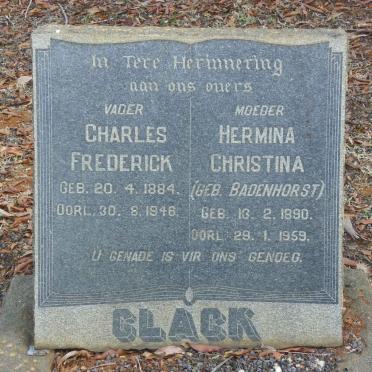 In Tere Herinnering
aan ons ouers
VADER
CHARLES
FREDERICK
GEB. 20. 4. 1884.
OORL. 30. 8. 1946.
MOEDER
HERMINA
CHRISTINA
(GEB. BADENHORST)
GEB. 13. 2. 1890.
OORL. 29. 1. 1959.
U GENADE IS VIR ONS GENOEG.
CLACK